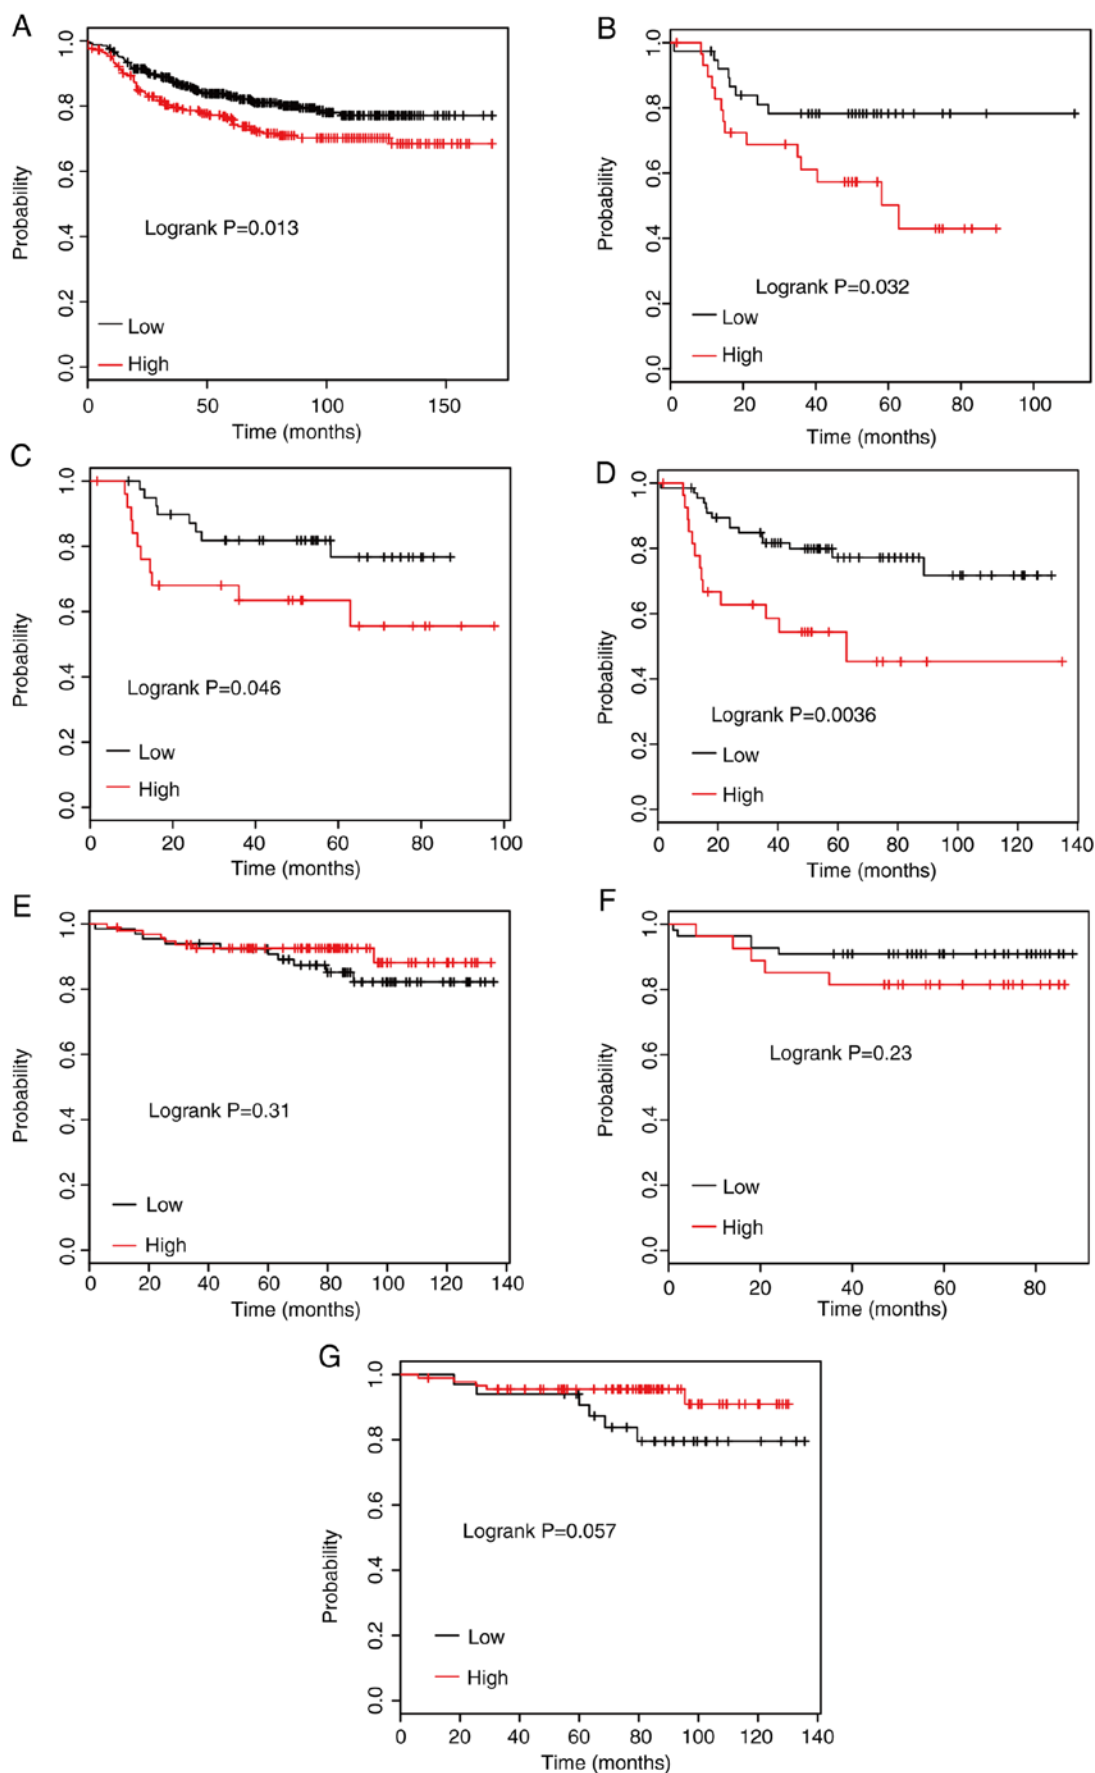 A
1.0
0.8
0.6
0.4
0.2
0.0
Probability
Logrank P=0.013
Low
High
0 50 100 150
Time (months)
B
1.0
0.8
0.6
0.4
0.2
0.0
Probability
Logrank P=0.032
Low
High
0 20 40 60 80 100
Time (months)
C
1.0
0.8
0.6
0.4
0.2
0.0
Probability
Logrank P=0.046
Low
High
0 20 40 60 80 100
Time (months)
D
1.0
0.8
0.6
0.4
0.2
0.0
Probability
Logrank P=0.0036
Low
High
0 20 40 60 80 100 120 140
Time (months)
E
1.0
0.8
0.6
0.4
0.2
0.0
Probability
Logrank P=0.31
Low
High
0 20 40 60 80 100 120 140
Time (months)
F
1.0
0.8
0.6
0.4
0.2
0.0
Probability
Logrank P=0.23
Low
High
0 20 40 60 80
Time (months)
G
1.0
0.8
0.6
0.4
0.2
0.0
Probability
Logrank P=0.057
Low
High
0 20 40 60 80 100 120 140
Time (months)